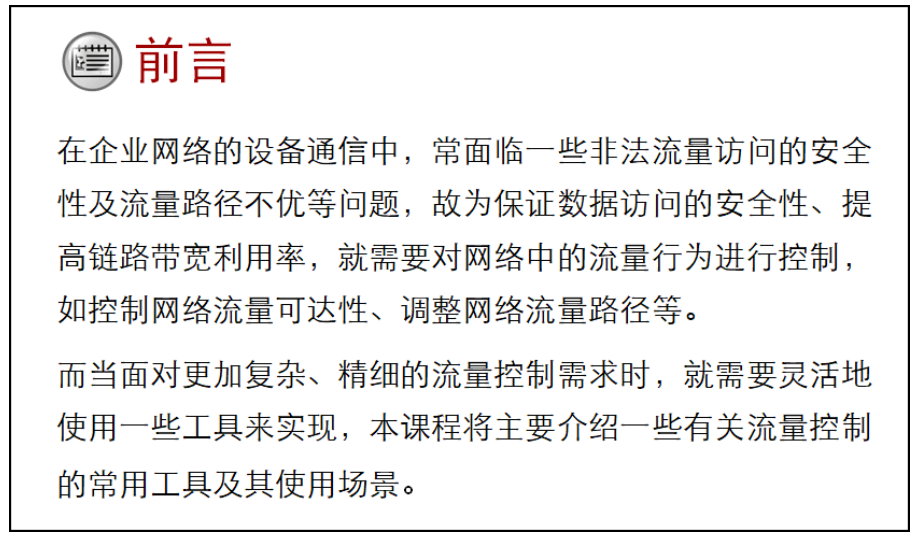 前言
在企业网络的设备通信中，常面临一些非法流量访问的安全
性及流量路径不优等问题，故为保证数据访问的安全性、提
高链路带宽利用率，就需要对网络中的流量行为进行控制，
如控制网络流量可达性、调整网络流量路径等。
而当面对更加复杂、精细的流量控制需求时，就需要灵活地
使用一些工具来实现，本课程将主要介绍一些有关流量控制
的常用工具及其使用场景。